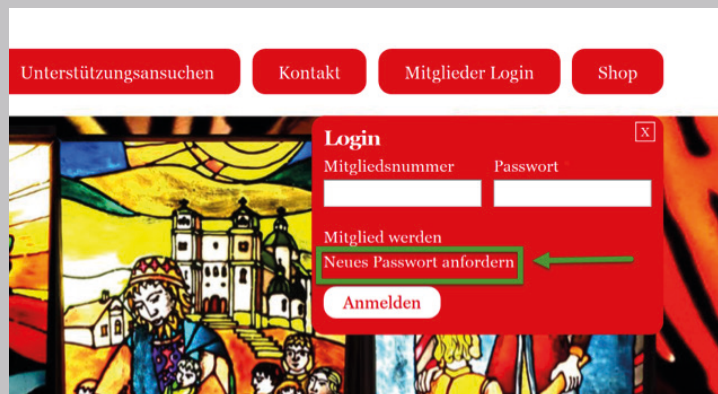 Unterstützungsansuchen Kontakt Mitglieder Login Shop
Login X
Mitgliedsnummer Passwort
Mitglied werden
Neues Passwort anfordern
Anmelden